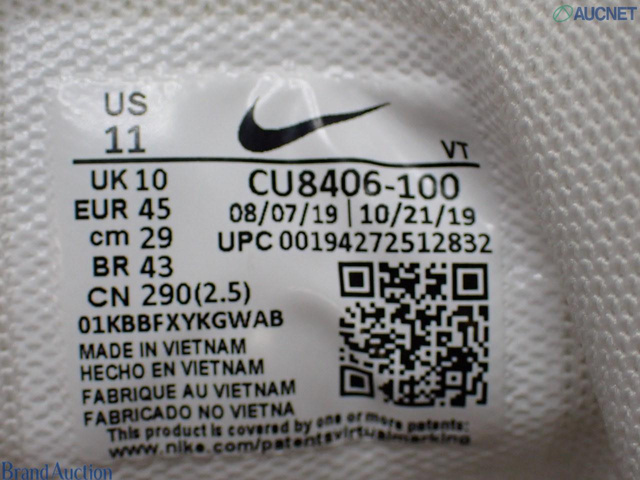 AUCNET
US
11
VT
UK 10
CU8406-100
EUR 45
08/07/19 | 10/21/19
cm 29
UPC 00194272512832
BR 43
CN 290(2.5)
01KBBFXYKGWAB
MADE IN VIETNAM
HECHO EN VIETNAM
FABRIQUE AU VIETNAM
FABRICADO NO VIETNA
This product is covered by one or more patents:
www.nike.com/patentsvirtualmarking
Brand Auction